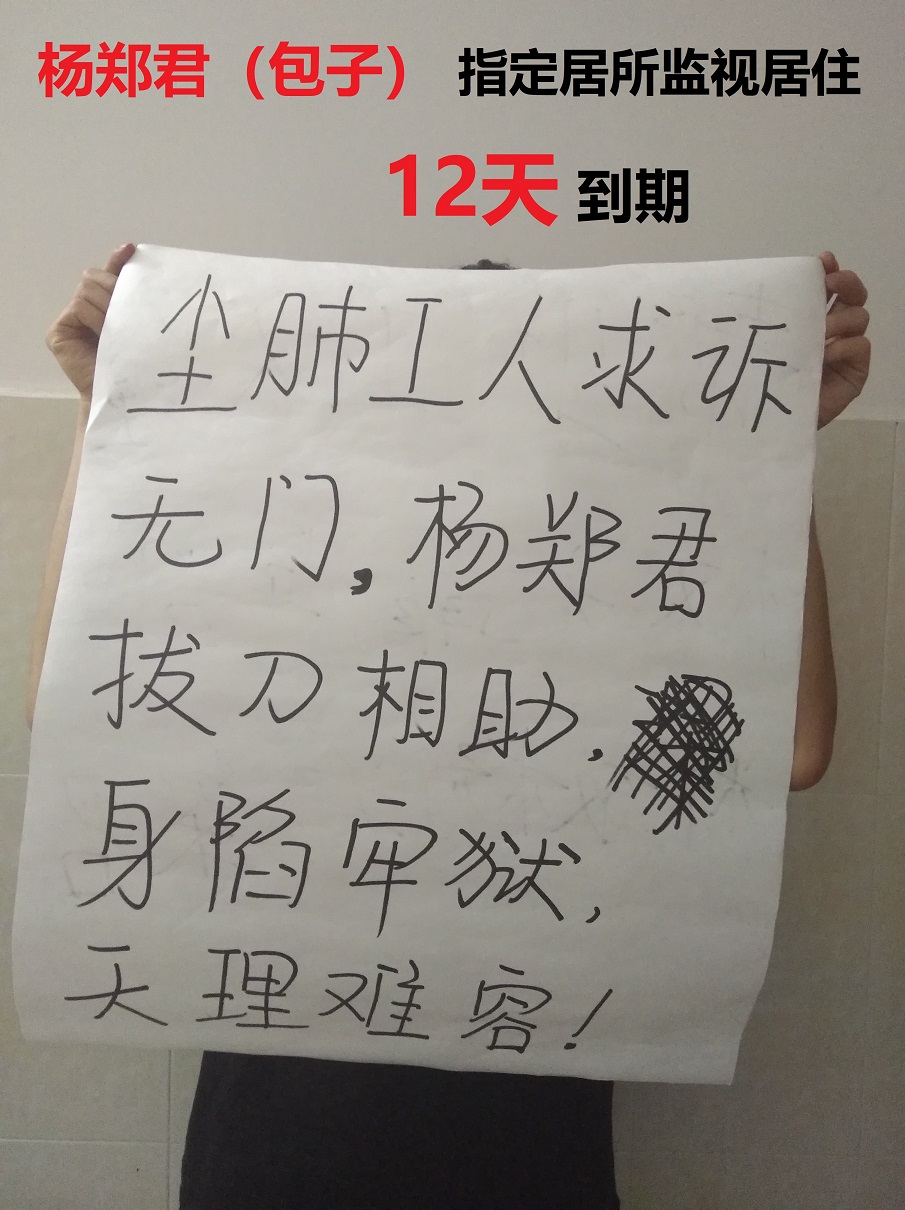 杨郑君（包子） 指定居所监视居住
12天 到期
尘肺工人求诉
无门，杨郑君
拔刀相助，
身陷牢狱，
天理难容！